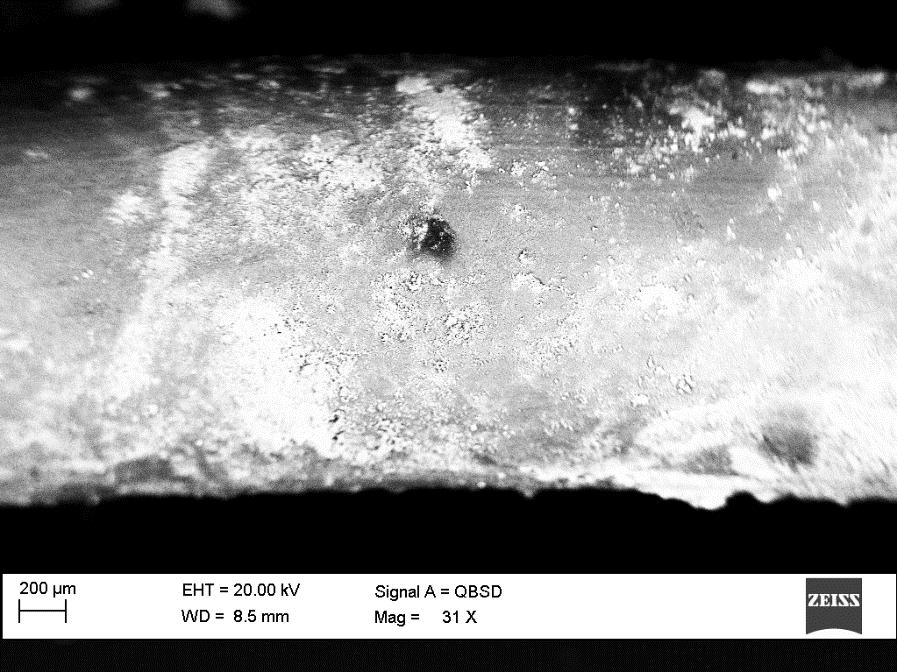 200 µm
EHT = 20.00 kV
Signal A = QBSD
ZEISS
WD = 8.5 mm
Mag = 31 X